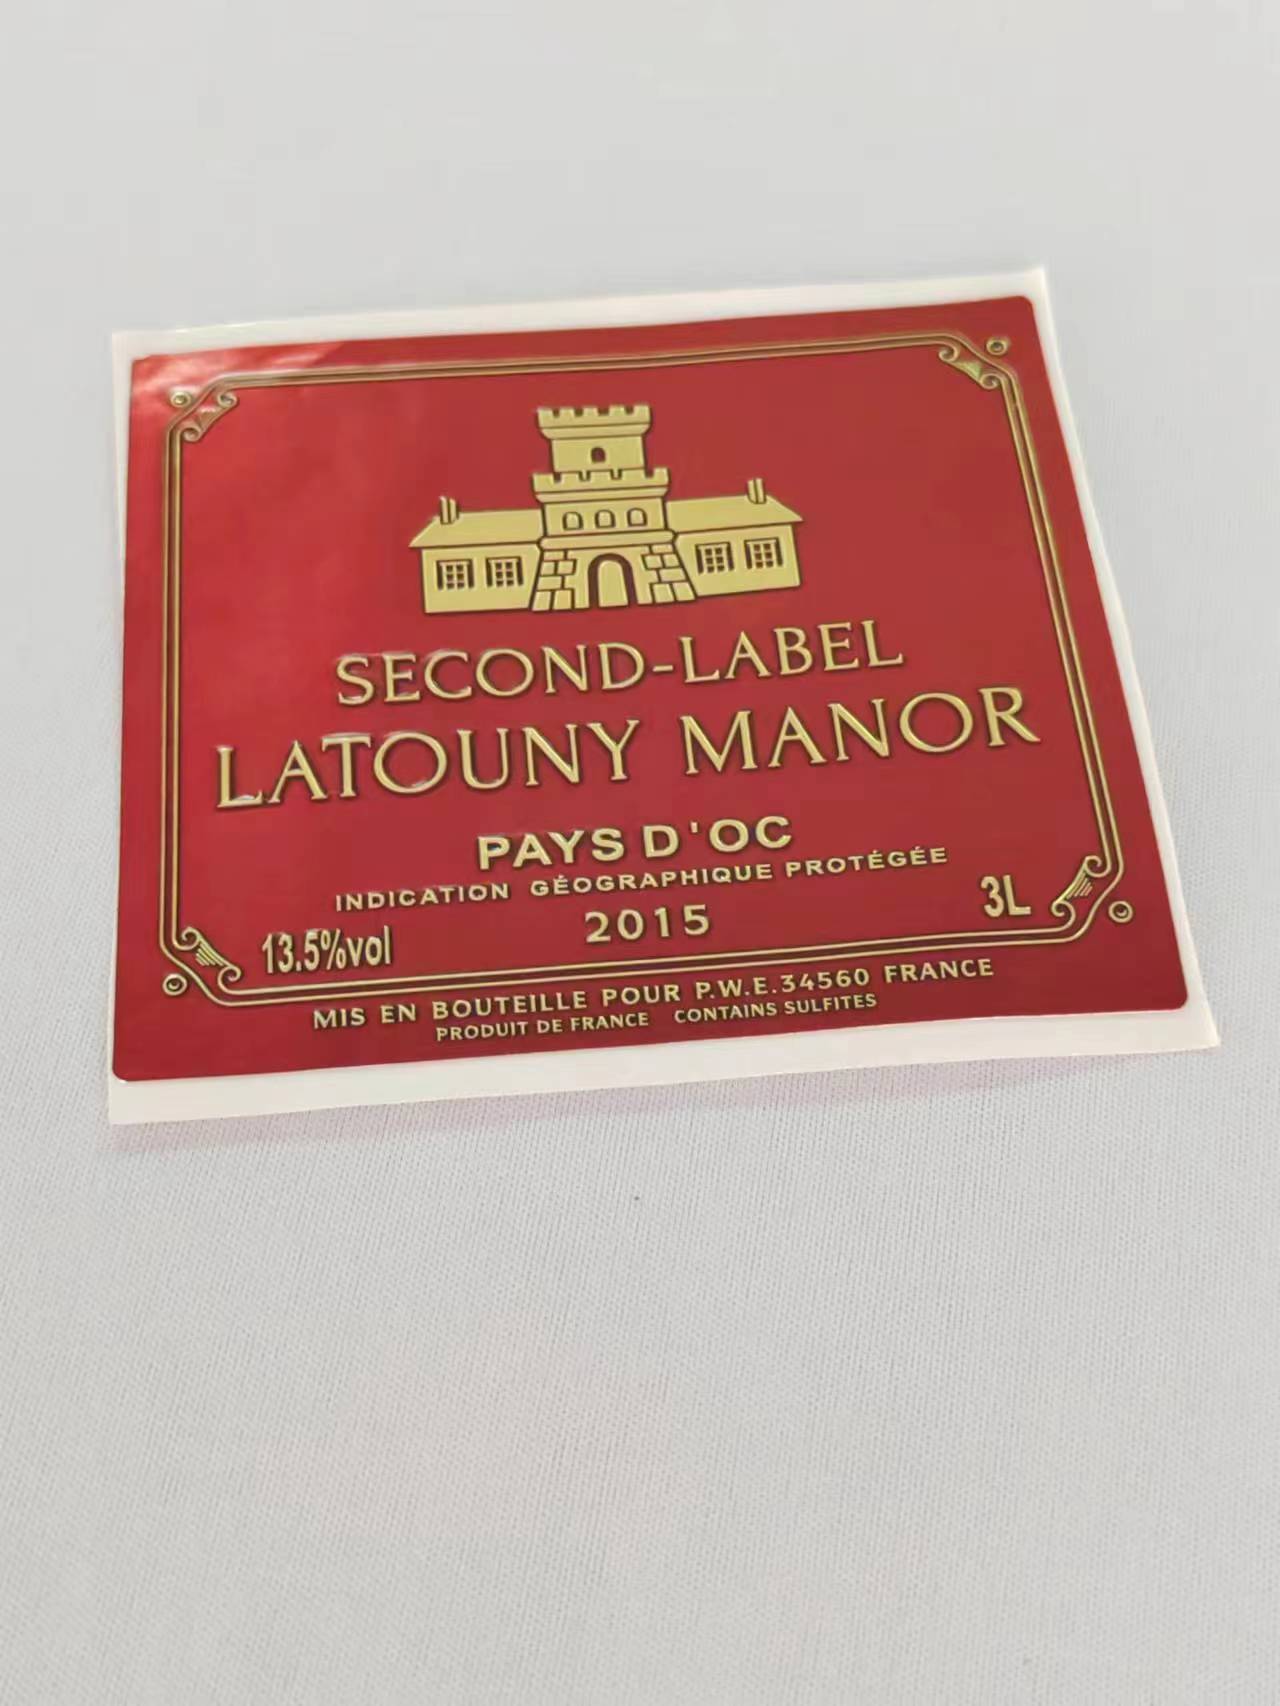 SECOND-LABEL
LATOUNY MANOR
PAYS D'OC
INDICATION GÉOGRAPHIQUE PROTÉGÉE
2015
13.5%vol
3L
MIS EN BOUTEILLE POUR P.W.E.34560 FRANCE
PRODUIT DE FRANCE CONTAINS SULFITES